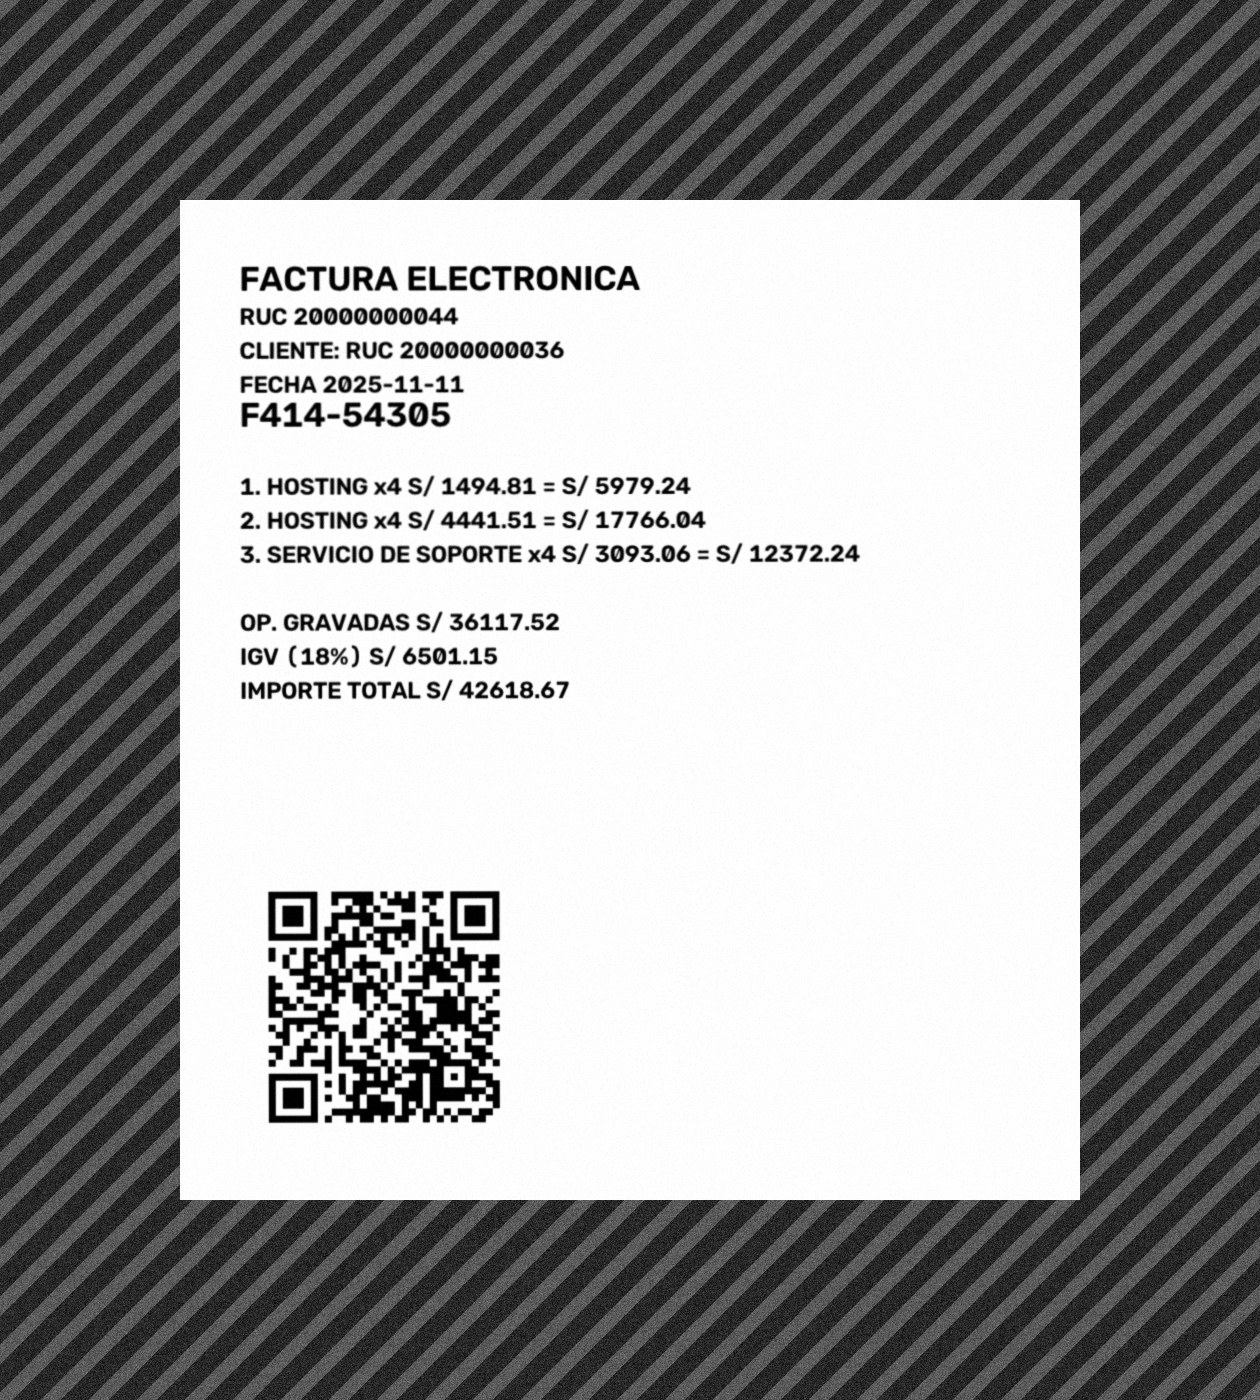 FACTURA ELECTRONICA
RUC 20000000044
CLIENTE: RUC 20000000036
FECHA 2025-11-11
F414-54305
1. HOSTING x4 S/ 1494.81 = S/ 5979.24
2. HOSTING x4 S/ 4441.51 = S/ 17766.04
3. SERVICIO DE SOPORTE x4 S/ 3093.06 = S/ 12372.24
OP. GRAVADAS S/ 36117.52
IGV (18%) S/ 6501.15
IMPORTE TOTAL S/ 42618.67